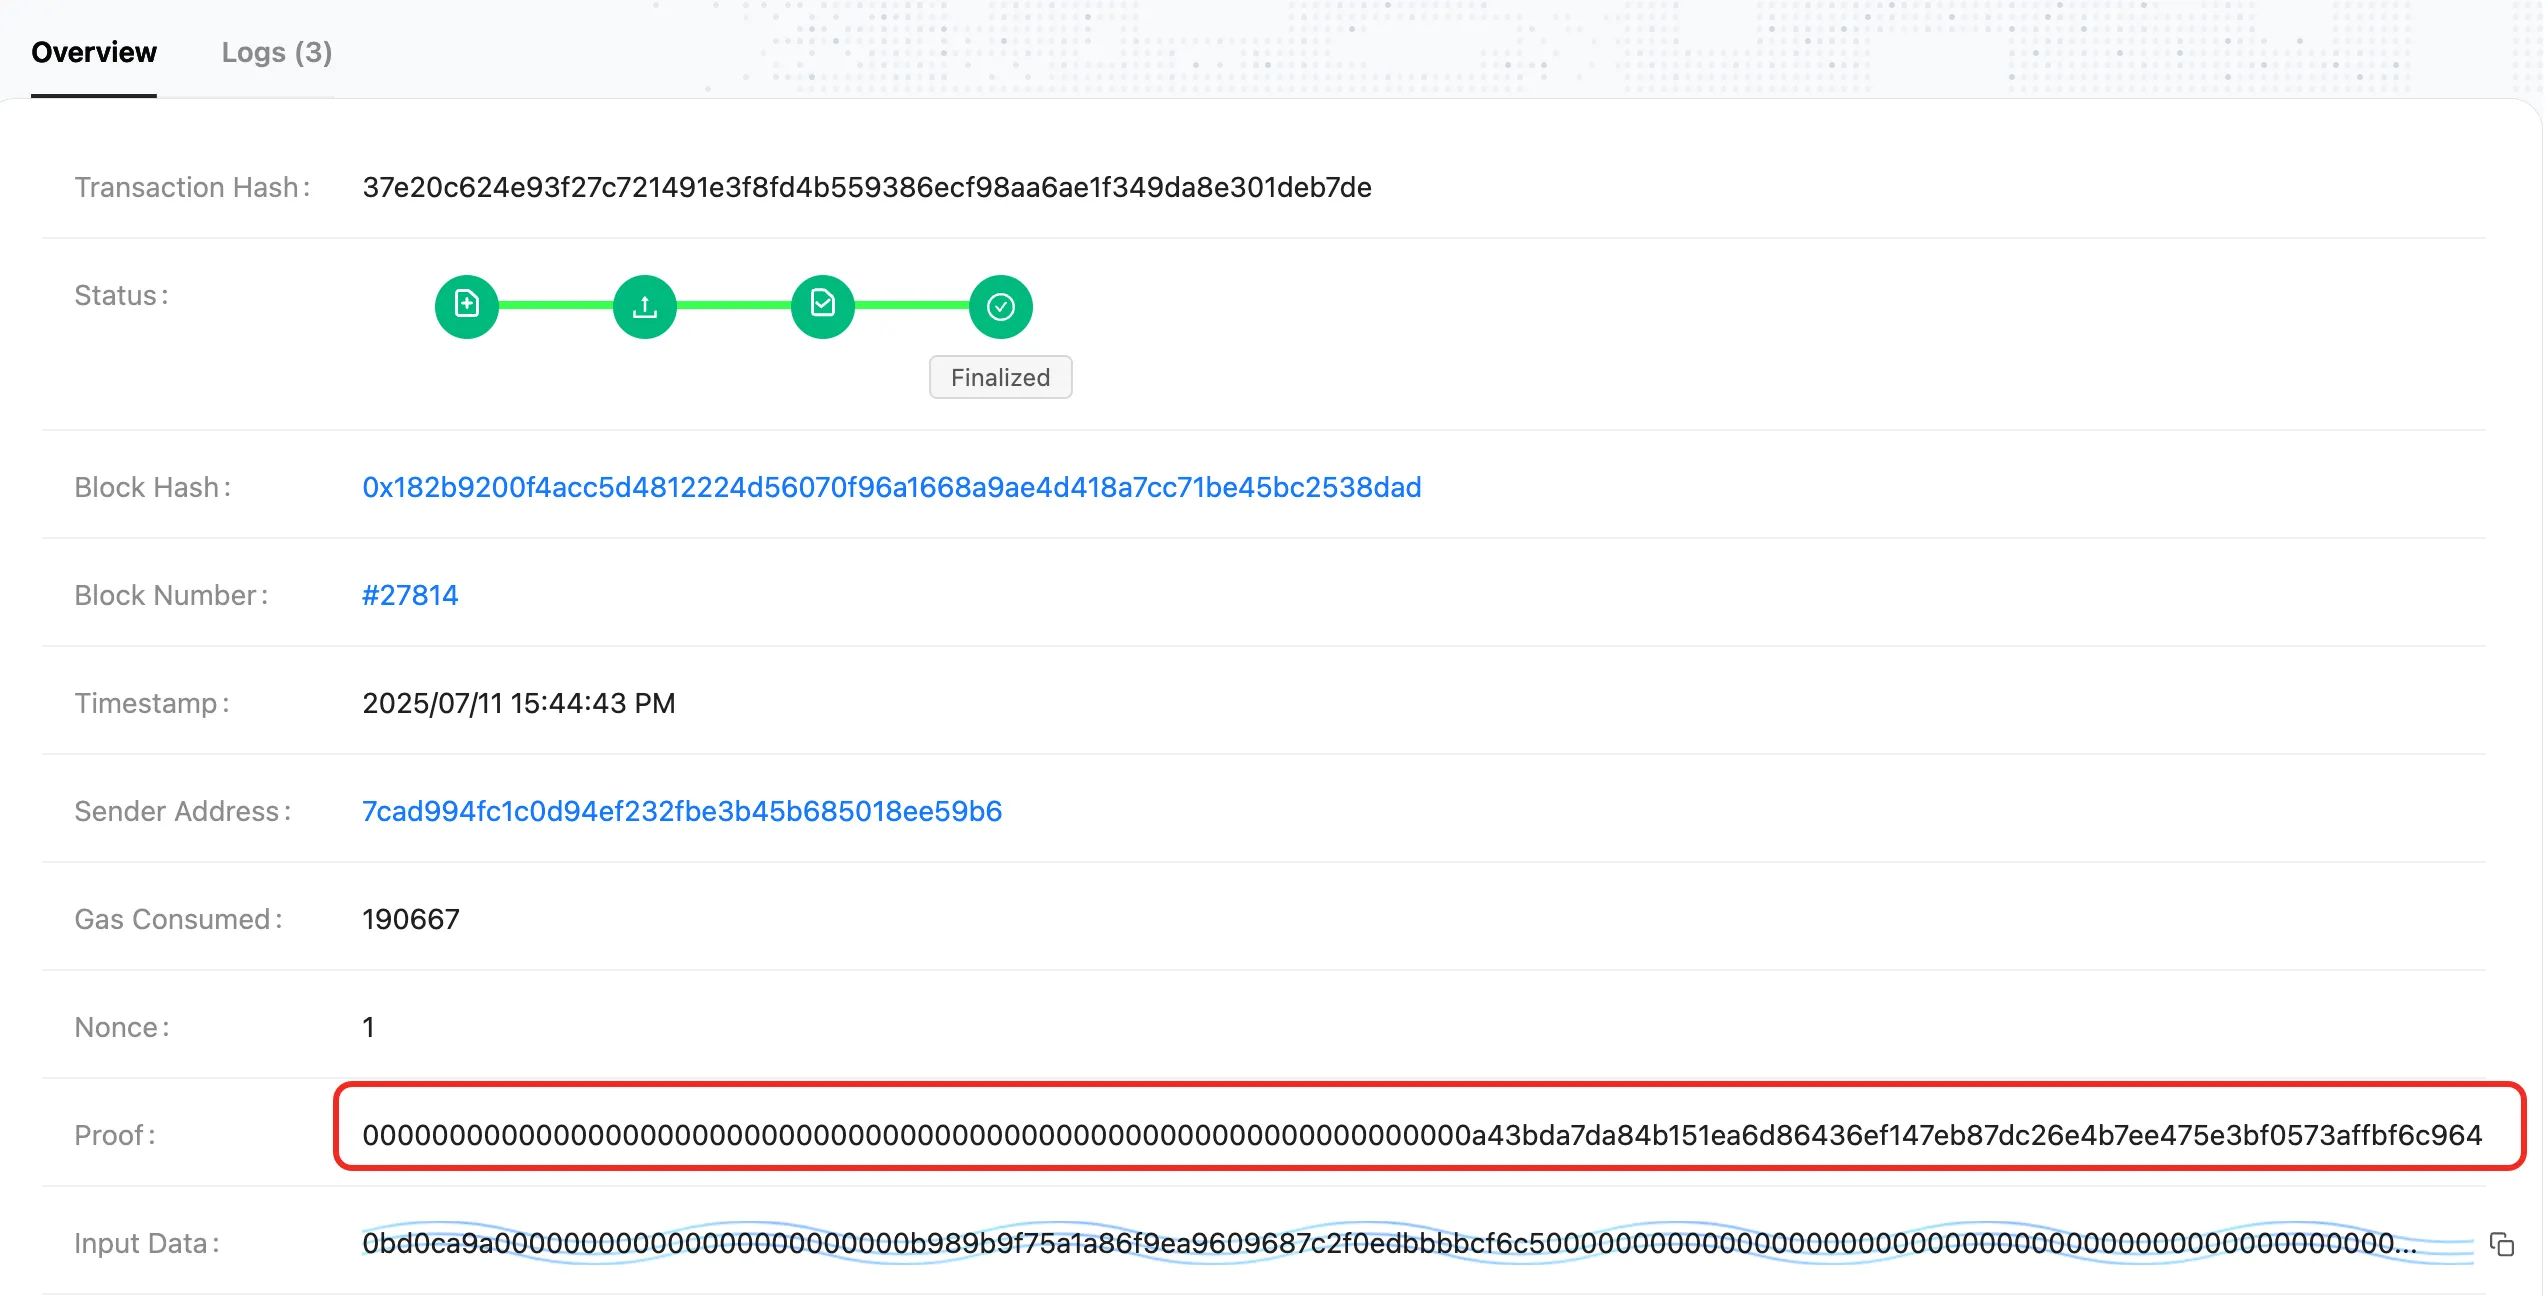 Overview
Logs (3)
Transaction Hash:
37e20c624e93f27c721491e3f8fd4b559386ecf98aa6ae1f349da8e301deb7de
Status:
Finalized
Block Hash:
0x182b9200f4acc5d4812224d56070f96a1668a9ae4d418a7cc71be45bc2538dad
Block Number:
#27814
Timestamp:
2025/07/11 15:44:43 PM
Sender Address:
7cad994fc1c0d94ef232fbe3b45b685018ee59b6
Gas Consumed:
190667
Nonce:
1
Proof:
0000000000000000000000000000000000000000000000000000000000000000a43bda7da84b151ea6d86436ef147eb87dc26e4b7ee475e3bf0573affbf6c964
Input Data:
0bd0ca9a000000000000000000000000b989b9f75a1a86f9ea9609687c2f0edbbbbcf6c50000000000000000000000000000000000000000000000000...